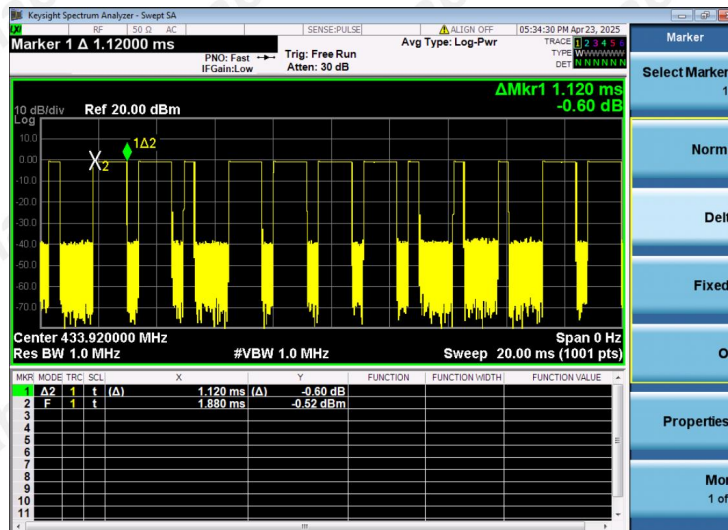 Keysight Spectrum Analyzer - Swept SA
RF 50 Ω AC SENSE:PULSE ALIGN OFF 05:34:30 PM Apr 23, 2025
Marker 1 Δ 1.12000 ms
PNO: Fast
IFGain:Low
Trig: Free Run
Atten: 30 dB
Avg Type: Log-Pwr
TRACE 1 2 3 4 5 6
TYPE WWWWWW
DET N N N N N N
ΔMkr1 1.120 ms
-0.60 dB
10 dB/div Ref 20.00 dBm
Log
10.0
0.00
-10.0
-20.0
-30.0
-40.0
-50.0
-60.0
-70.0
1Δ2
2
Center 433.920000 MHz Span 0 Hz
Res BW 1.0 MHz #VBW 1.0 MHz Sweep 20.00 ms (1001 pts)
MKR MODE TRC SCL X Y FUNCTION FUNCTION WIDTH FUNCTION VALUE
1 Δ2 1 t (Δ) 1.120 ms (Δ) -0.60 dB
2 F 1 t 1.880 ms -0.52 dBm
3
4
5
6
7
8
9
10
11
Marker
Select Marker
1
Norm
Delt
Fixed
O
Properties
Mor
1 of